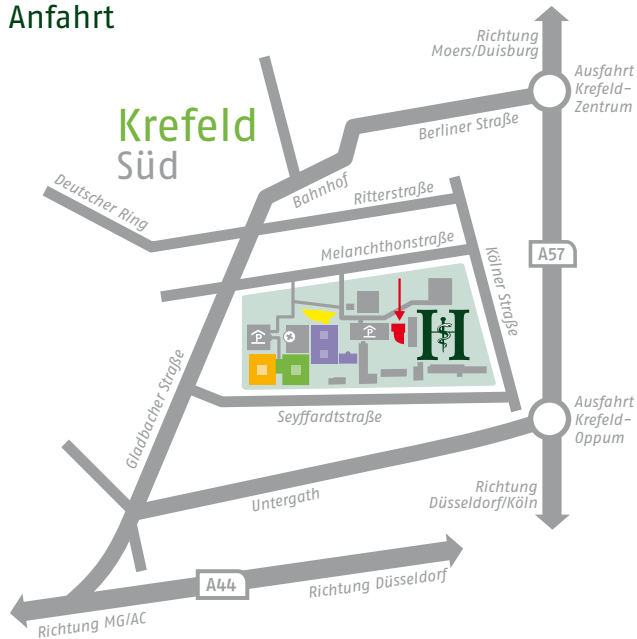 Anfahrt
Richtung
Moers/Duisburg
Ausfahrt
Krefeld-
Zentrum
Krefeld
Süd
Berliner Straße
Bahnhof
Deutscher Ring
Ritterstraße
Melanchthonstraße
Kölner Straße
A57
P
P
H
Gladbacher Straße
Seyffardtstraße
Ausfahrt
Krefeld-
Oppum
Untergath
Richtung
Düsseldorf/Köln
A44
Richtung Düsseldorf
Richtung MG/AC